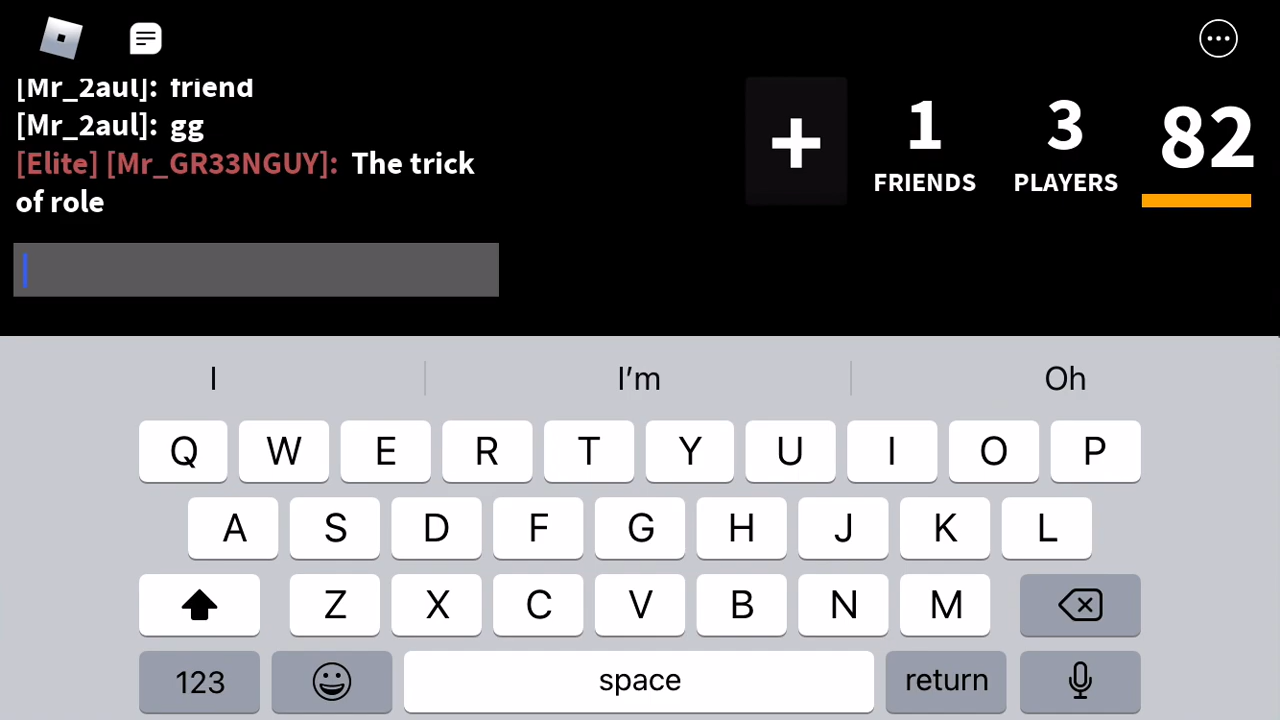 [Mr_2aul]: friend
[Mr_2aul]: gg
[Elite] [Mr_GR33NGUY]: The trick
of role
+
1
FRIENDS
3
PLAYERS
82
I I’m Oh
Q W E R T Y U I O P
A S D F G H J K L
Z X C V B N M
123 space return